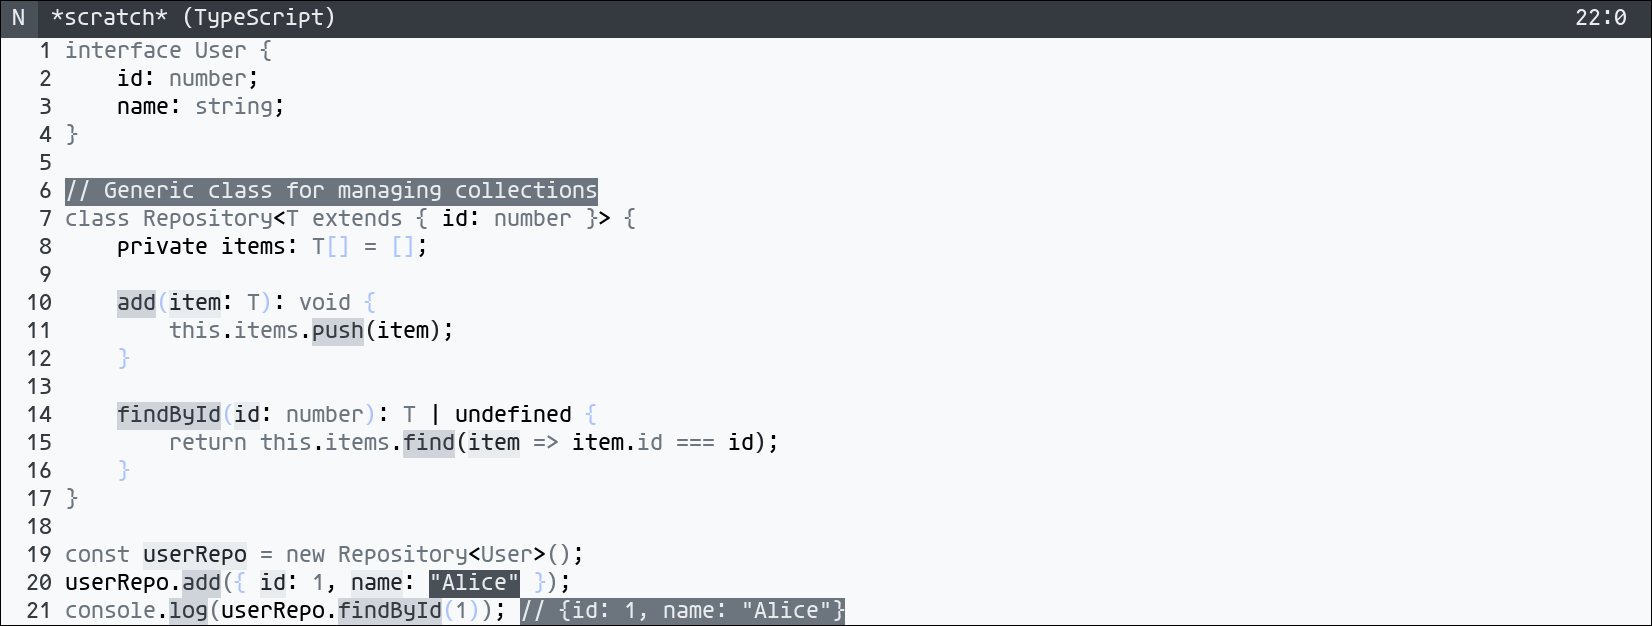 N *scratch* (TypeScript) 22:0
1 interface User {
2     id: number;
3     name: string;
4 }
5
6 // Generic class for managing collections
7 class Repository<T extends { id: number }> {
8     private items: T[] = [];
9
10     add(item: T): void {
11         this.items.push(item);
12     }
13
14     findById(id: number): T | undefined {
15         return this.items.find(item => item.id === id);
16     }
17 }
18
19 const userRepo = new Repository<User>();
20 userRepo.add({ id: 1, name: "Alice" });
21 console.log(userRepo.findById(1)); // {id: 1, name: "Alice"}